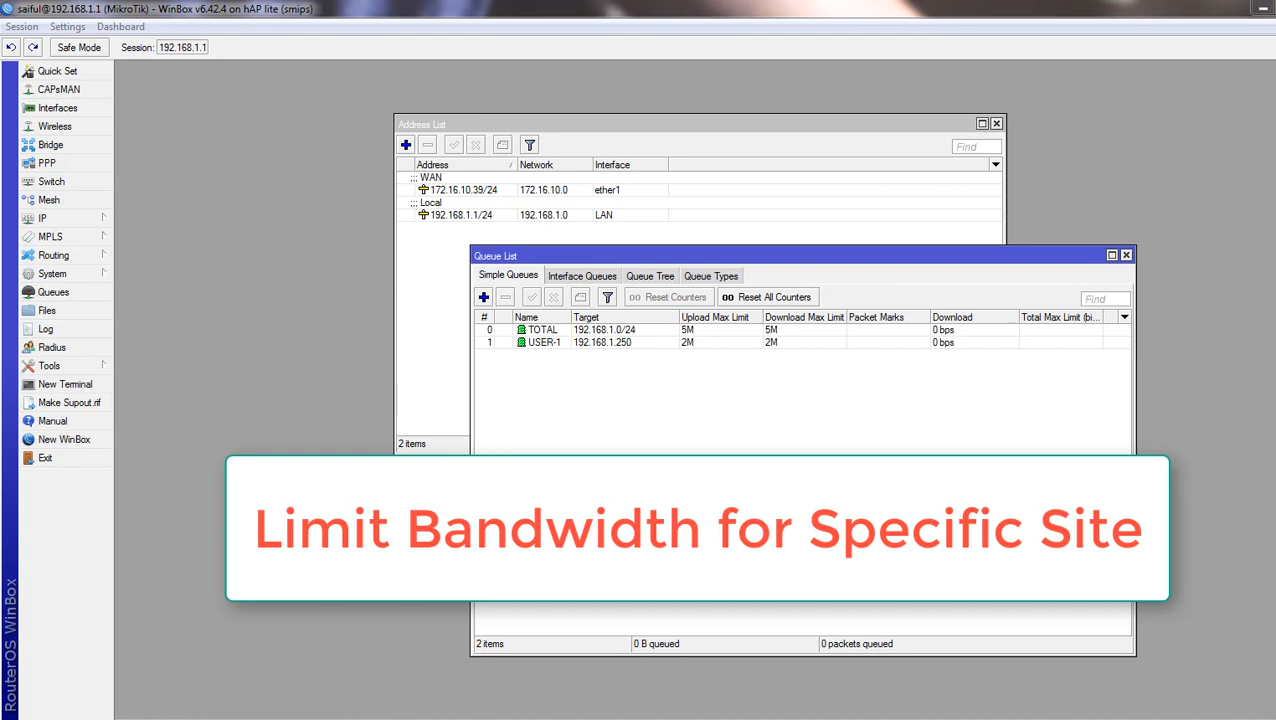 saiful@192.168.1.1 (MikroTik) - WinBox v6.42.4 on hAP lite (smips)
Session Settings Dashboard
Safe Mode Session: 192.168.1.1
Quick Set
CAPsMAN
Interfaces
Wireless
Bridge
PPP
Switch
Mesh
IP
MPLS
Routing
System
Queues
Files
Log
Radius
Tools
New Terminal
Make Supout.rif
Manual
New WinBox
Exit
RouterOS WinBox
Address List
Find
Address Network Interface
::: WAN
172.16.10.39/24 172.16.10.0 ether1
::: Local
192.168.1.1/24 192.168.1.0 LAN
2 items
Queue List
Simple Queues Interface Queues Queue Tree Queue Types
00 Reset Counters 00 Reset All Counters Find
# Name Target Upload Max Limit Download Max Limit Packet Marks Download Total Max Limit (bi...
0 TOTAL 192.168.1.0/24 5M 5M 0 bps
1 USER-1 192.168.1.250 2M 2M 0 bps
Limit Bandwidth for Specific Site
2 items 0 B queued 0 packets queued